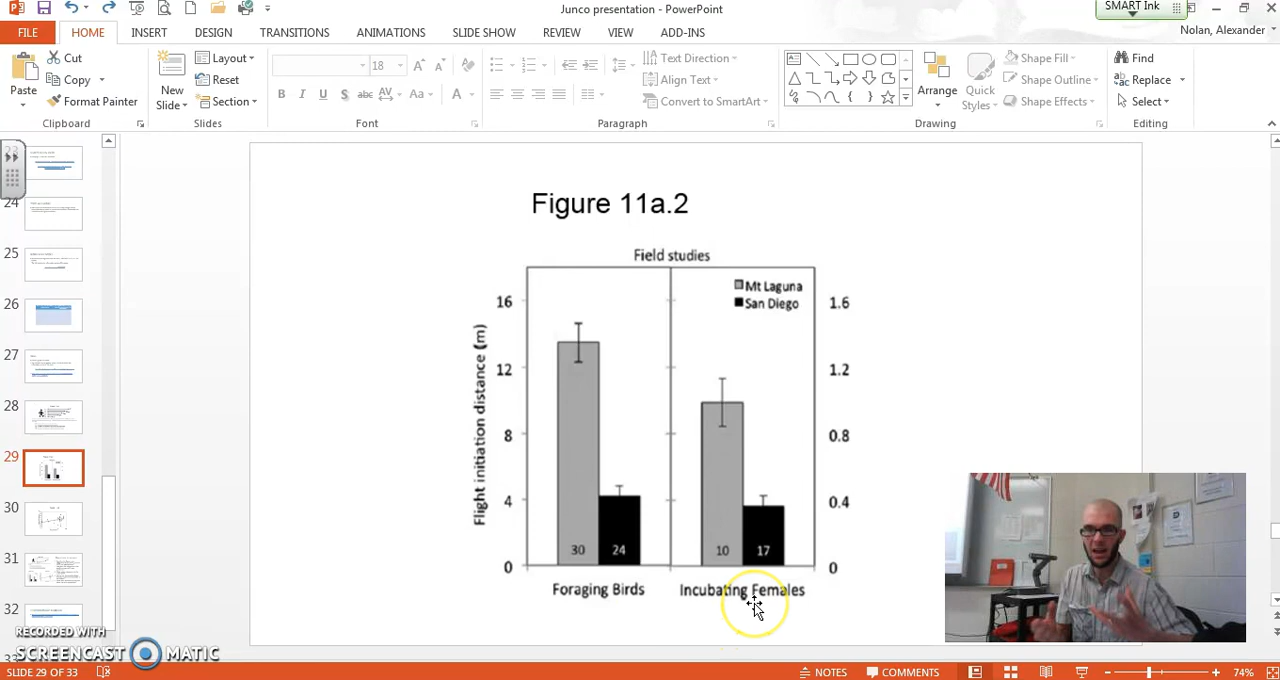 Junco presentation - PowerPoint
SMART Ink
FILE HOME INSERT DESIGN TRANSITIONS ANIMATIONS SLIDE SHOW REVIEW VIEW ADD-INS
Nolan, Alexander
Paste
Cut
Copy
Format Painter
Clipboard
New Slide
Layout
Reset
Section
Slides
18
B I U S abc AV Aa A
Font
Text Direction
Align Text
Convert to SmartArt
Paragraph
Arrange
Quick Styles
Shape Fill
Shape Outline
Shape Effects
Drawing
Find
Replace
Select
Editing
24
25
26
27
28
29
30
31
32
Figure 11a.2
Field studies
Mt Laguna
San Diego
Flight initiation distance (m)
16
12
8
4
0
1.6
1.2
0.8
0.4
0
30 24 10 17
Foraging Birds Incubating Females
RECORDED WITH
SCREENCAST MATIC
SLIDE 29 OF 33
NOTES COMMENTS
74%